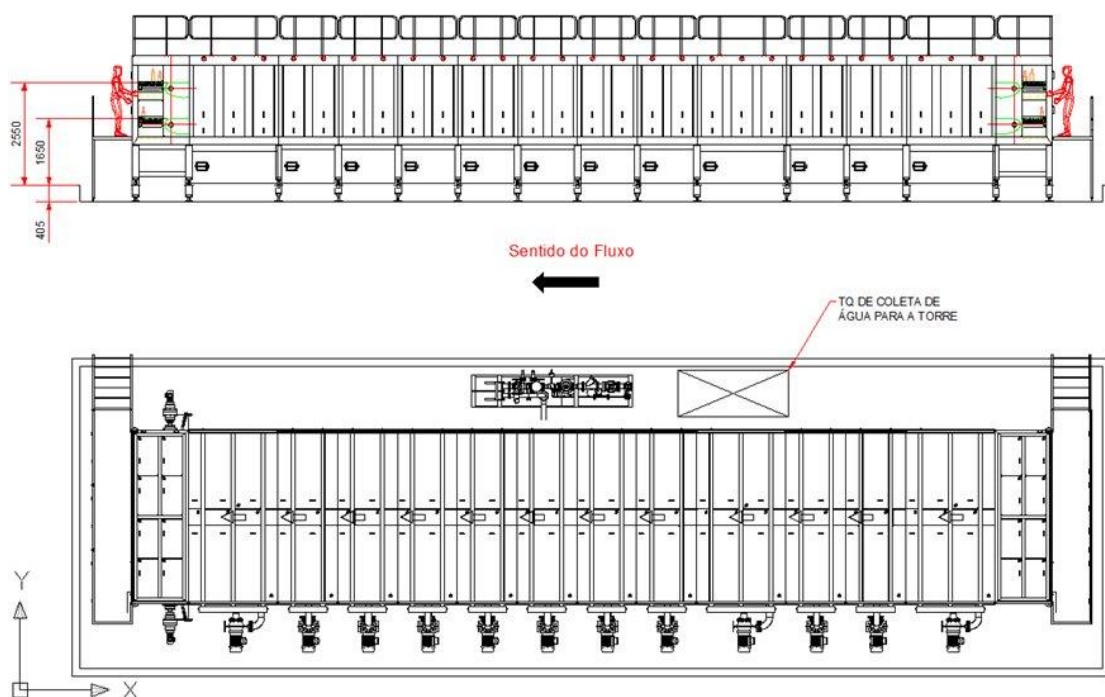 2550
1650
405
Sentido do Fluxo
TQ DE COLETA DE
ÁGUA PARA A TORRE
Y
X